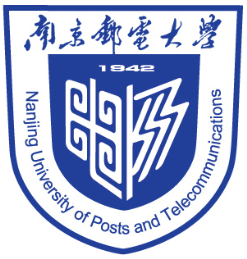 南京郵電大學
1942
Nanjing University of Posts and Telecommunications